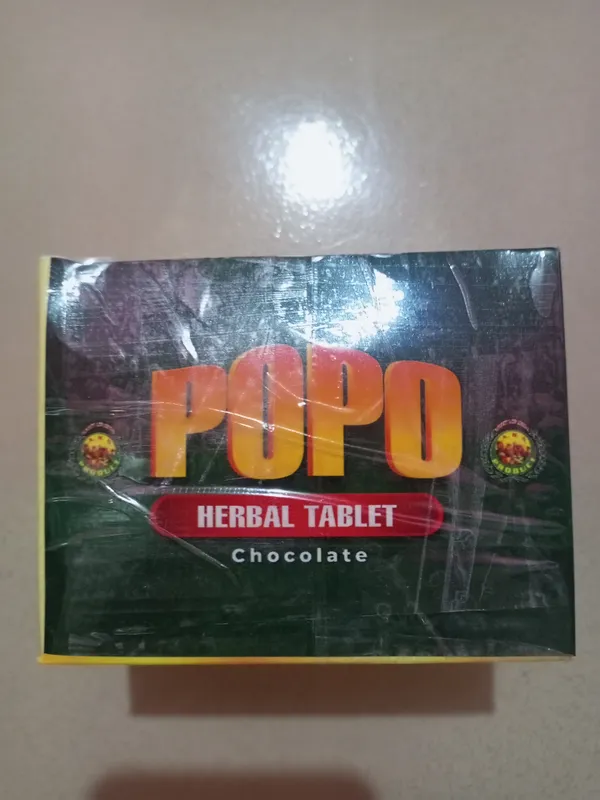 POPO
HERBAL TABLET
Chocolate